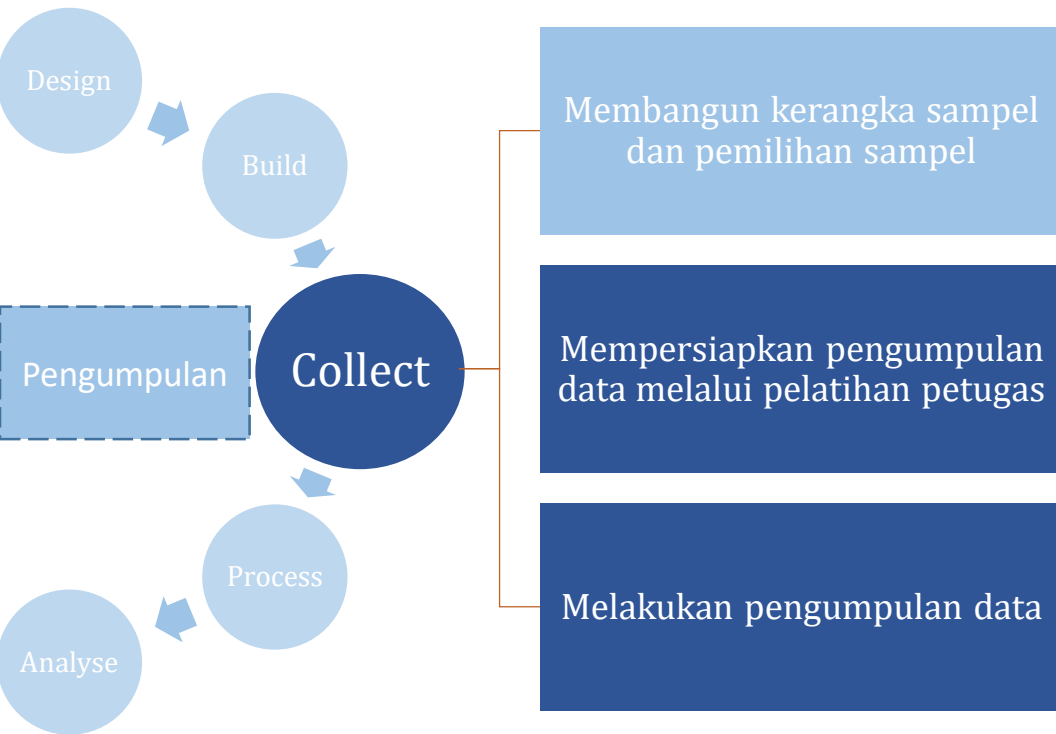 Design
Build
Pengumpulan
Collect
Process
Analyse
Membangun kerangka sampel
dan pemilihan sampel
Mempersiapkan pengumpulan
data melalui pelatihan petugas
Melakukan pengumpulan data